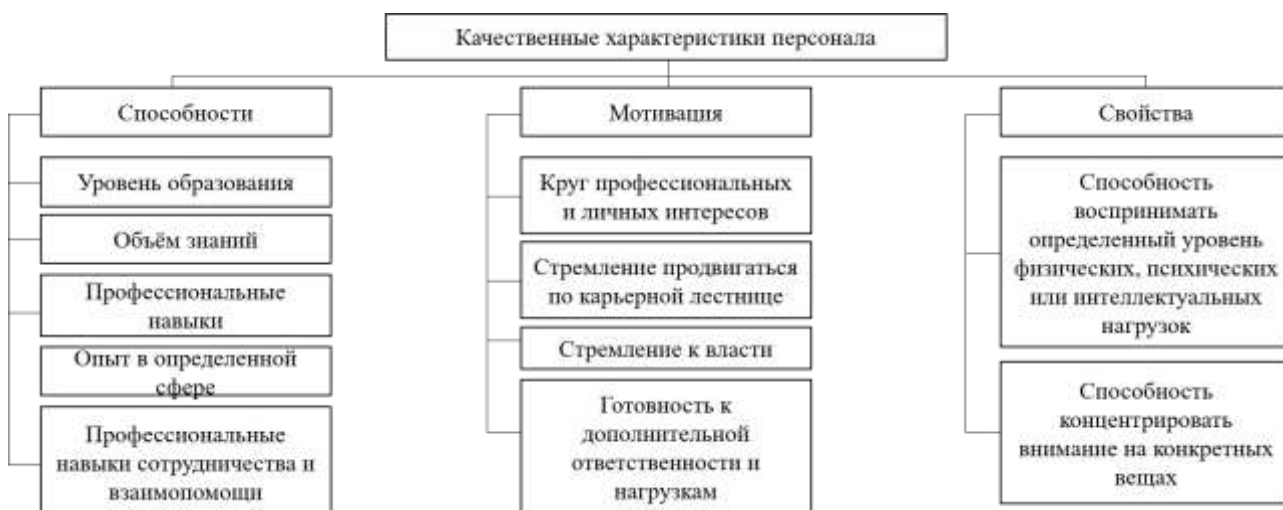 Качественные характеристики персонала
Способности
Уровень образования
Объём знаний
Профессиональные
навыки
Опыт в определенной
сфере
Профессиональные
навыки сотрудничества и
взаимопомощи
Мотивация
Круг профессиональных
и личных интересов
Стремление продвигаться
по карьерной лестнице
Стремление к власти
Готовность к
дополнительной
ответственности и
нагрузкам
Свойства
Способность
воспринимать
определенный уровень
физических, психических
или интеллектуальных
нагрузок
Способность
концентрировать
внимание на конкретных
вещах